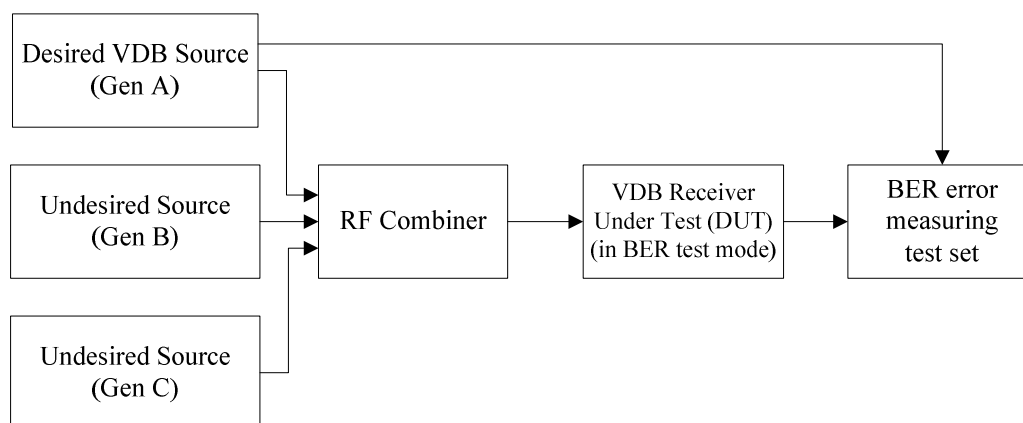 Desired VDB Source
(Gen A)
Undesired Source
(Gen B)
RF Combiner
VDB Receiver
Under Test (DUT)
(in BER test mode)
BER error
measuring
test set
Undesired Source
(Gen C)